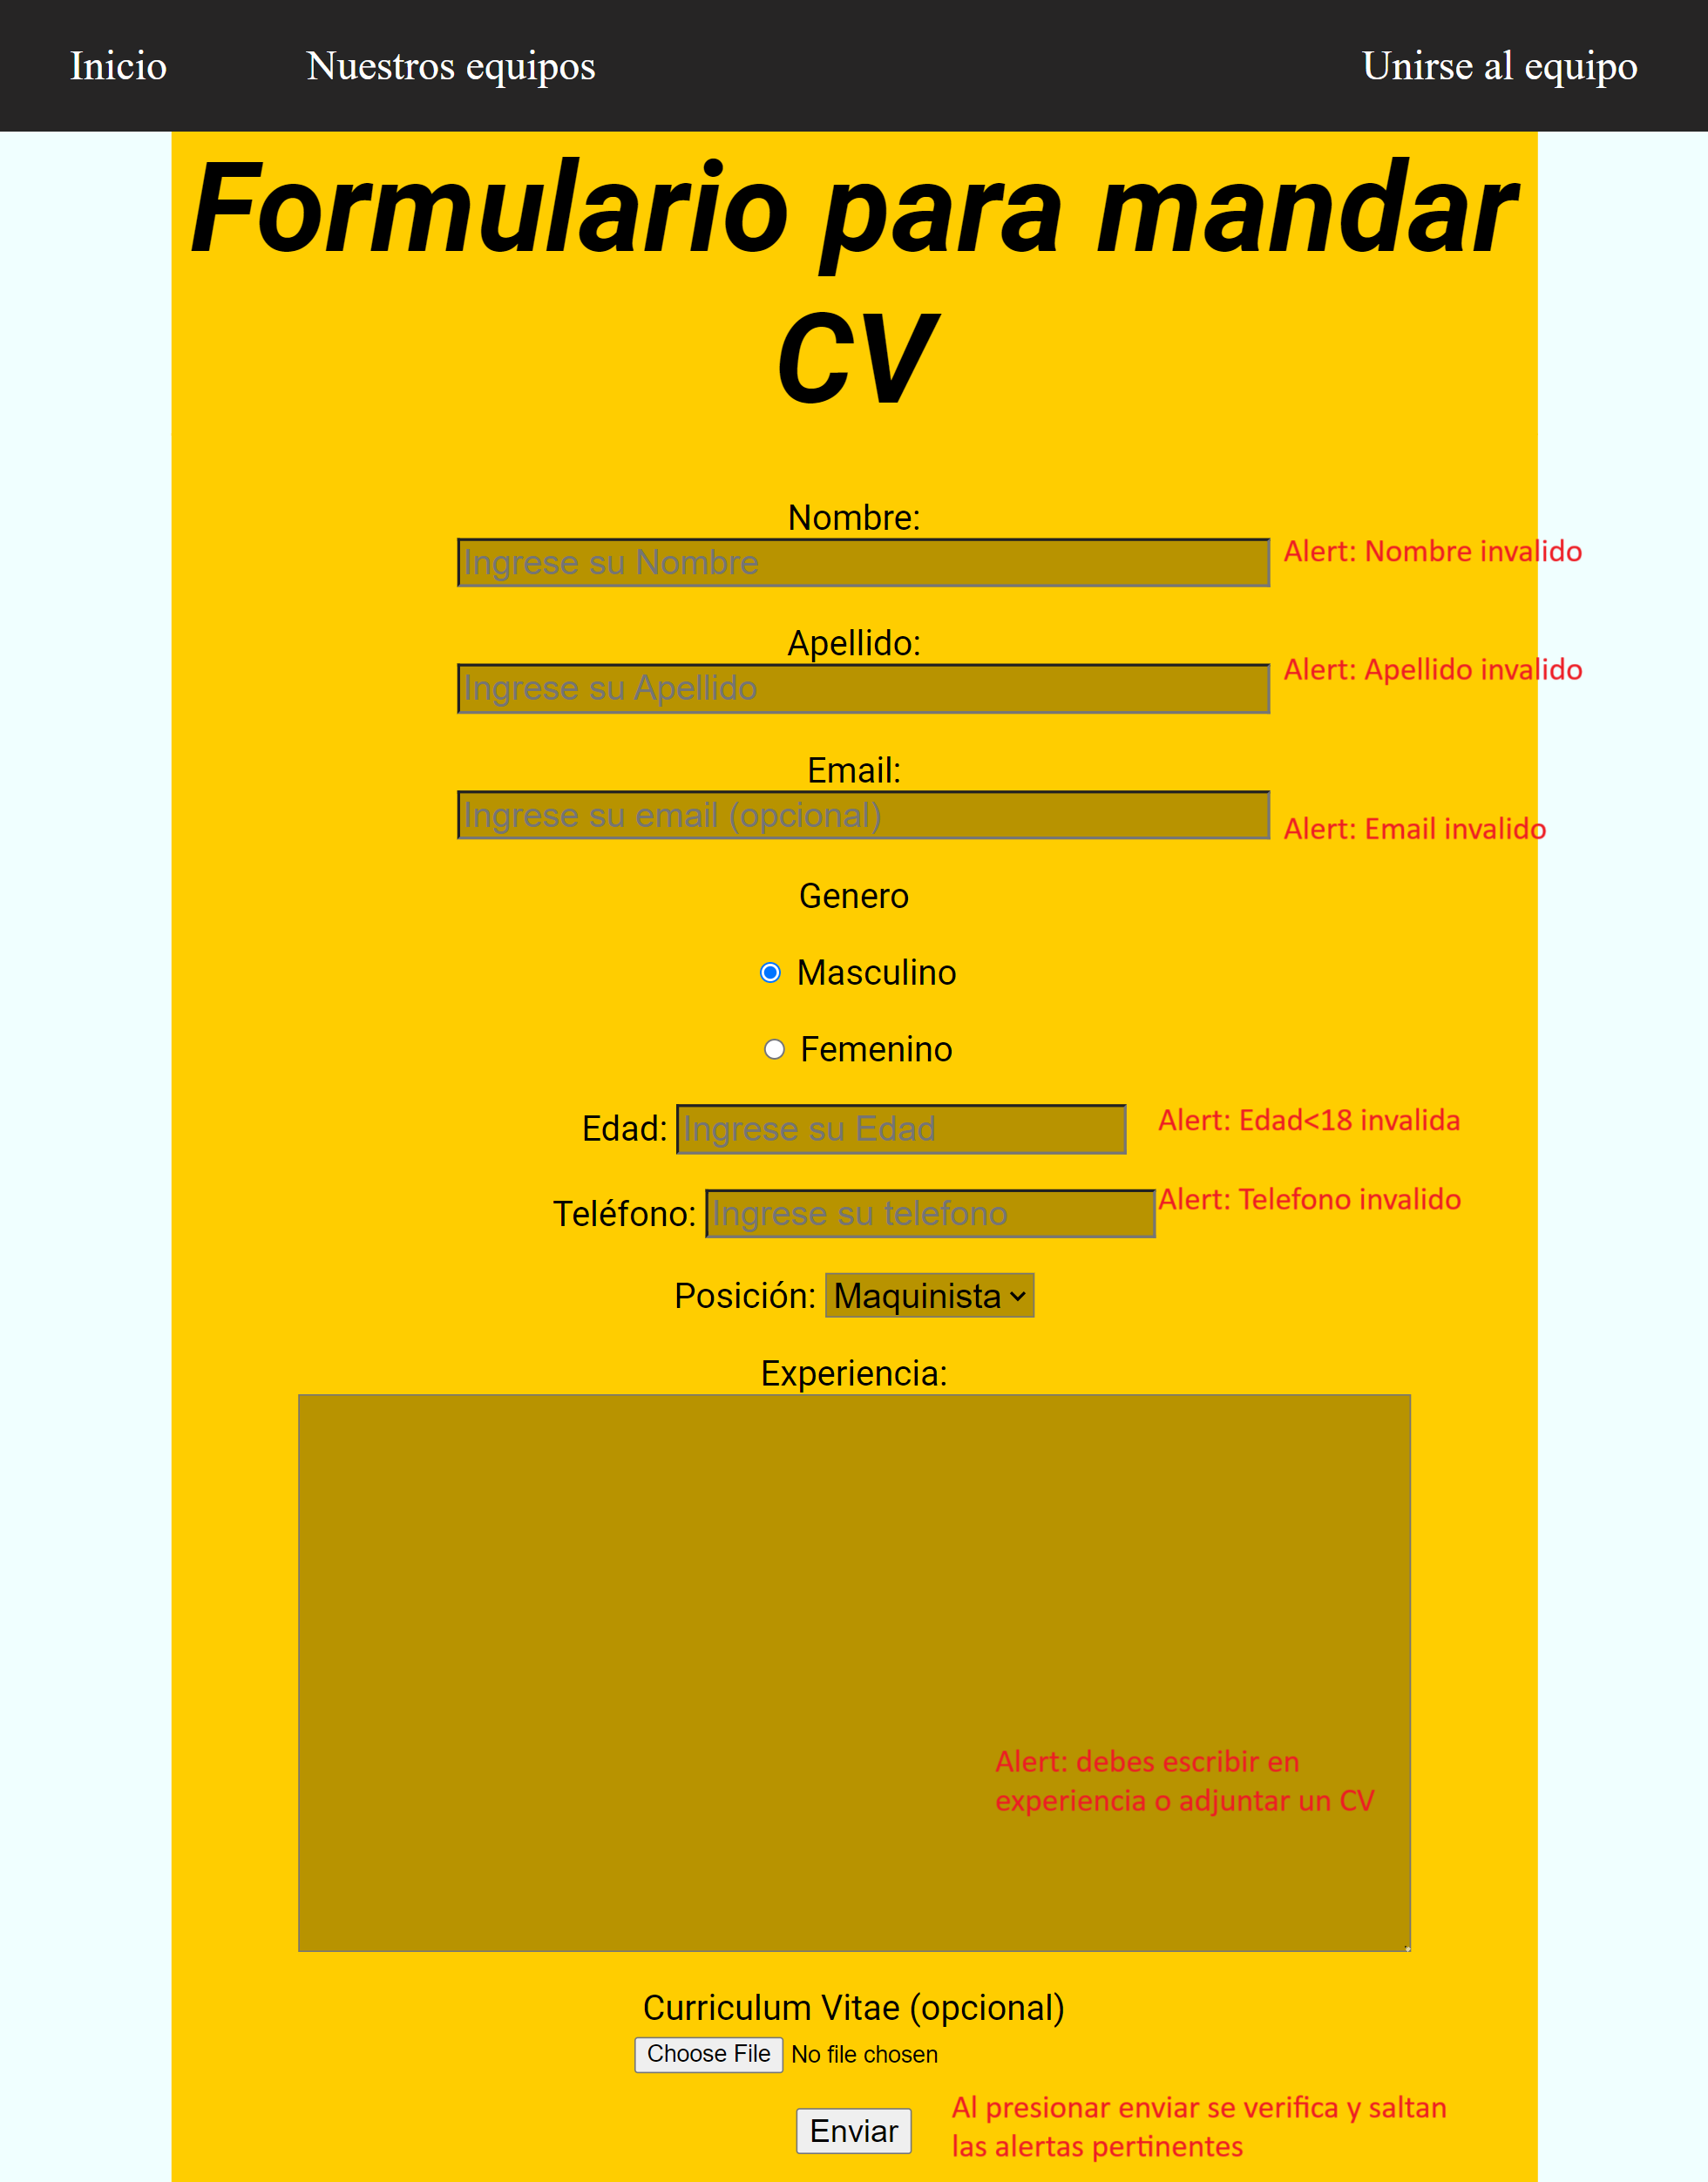 Inicio Nuestros equipos Unirse al equipo
Formulario para mandar
CV
Nombre:
Ingrese su Nombre Alert: Nombre invalido
Apellido:
Ingrese su Apellido Alert: Apellido invalido
Email:
Ingrese su email (opcional) Alert: Email invalido
Genero
Masculino
Femenino
Edad: Ingrese su Edad Alert: Edad<18 invalida
Teléfono: Ingrese su telefono Alert: Telefono invalido
Posición: Maquinista
Experiencia:
Alert: debes escribir en
experiencia o adjuntar un CV
Curriculum Vitae (opcional)
Choose File No file chosen
Enviar Al presionar enviar se verifica y saltan
las alertas pertinentes